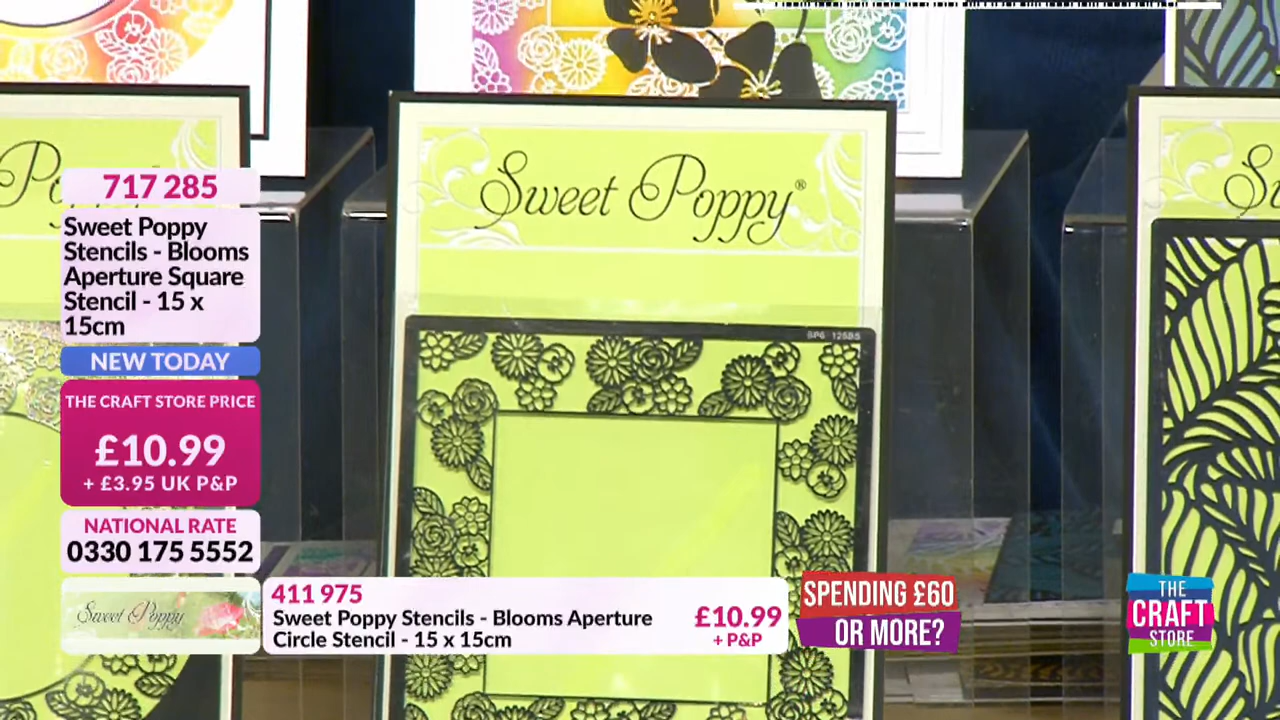 Sweet Poppy®
717 285
Sweet Poppy
Stencils - Blooms
Aperture Square
Stencil - 15 x
15cm
NEW TODAY
THE CRAFT STORE PRICE
£10.99
+ £3.95 UK P&P
NATIONAL RATE
0330 175 5552
Sweet Poppy
411 975
Sweet Poppy Stencils - Blooms Aperture
Circle Stencil - 15 x 15cm
£10.99
+ P&P
SPENDING £60
OR MORE?
THE
CRAFT
STORE